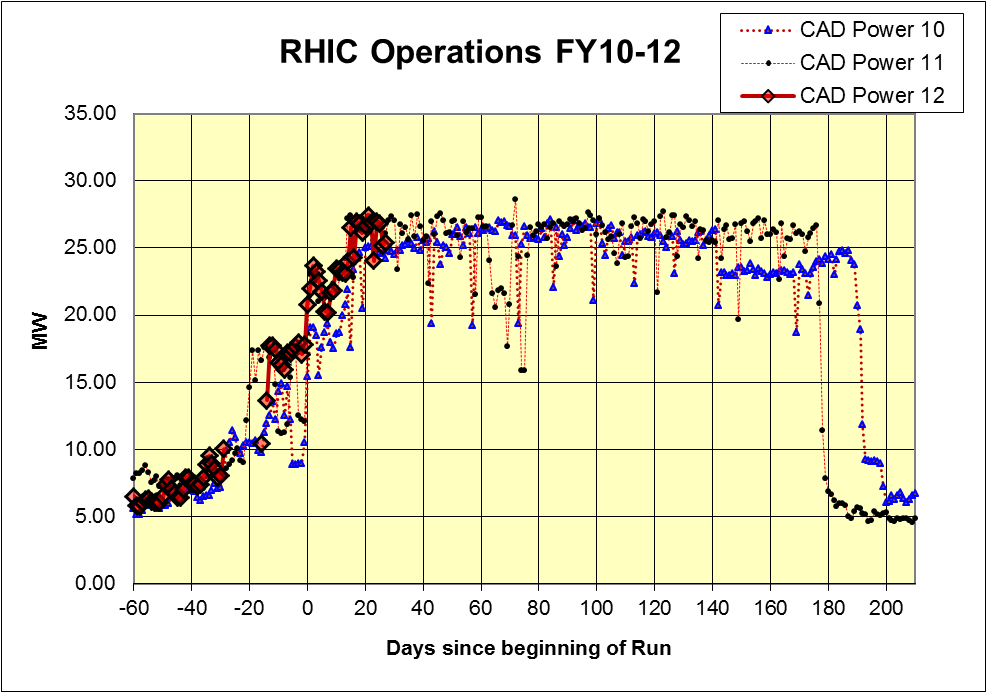 RHIC Operations FY10-12
CAD Power 10
CAD Power 11
CAD Power 12
35.00
30.00
25.00
20.00
15.00
10.00
5.00
0.00
MW
-60 -40 -20 0 20 40 60 80 100 120 140 160 180 200
Days since beginning of Run